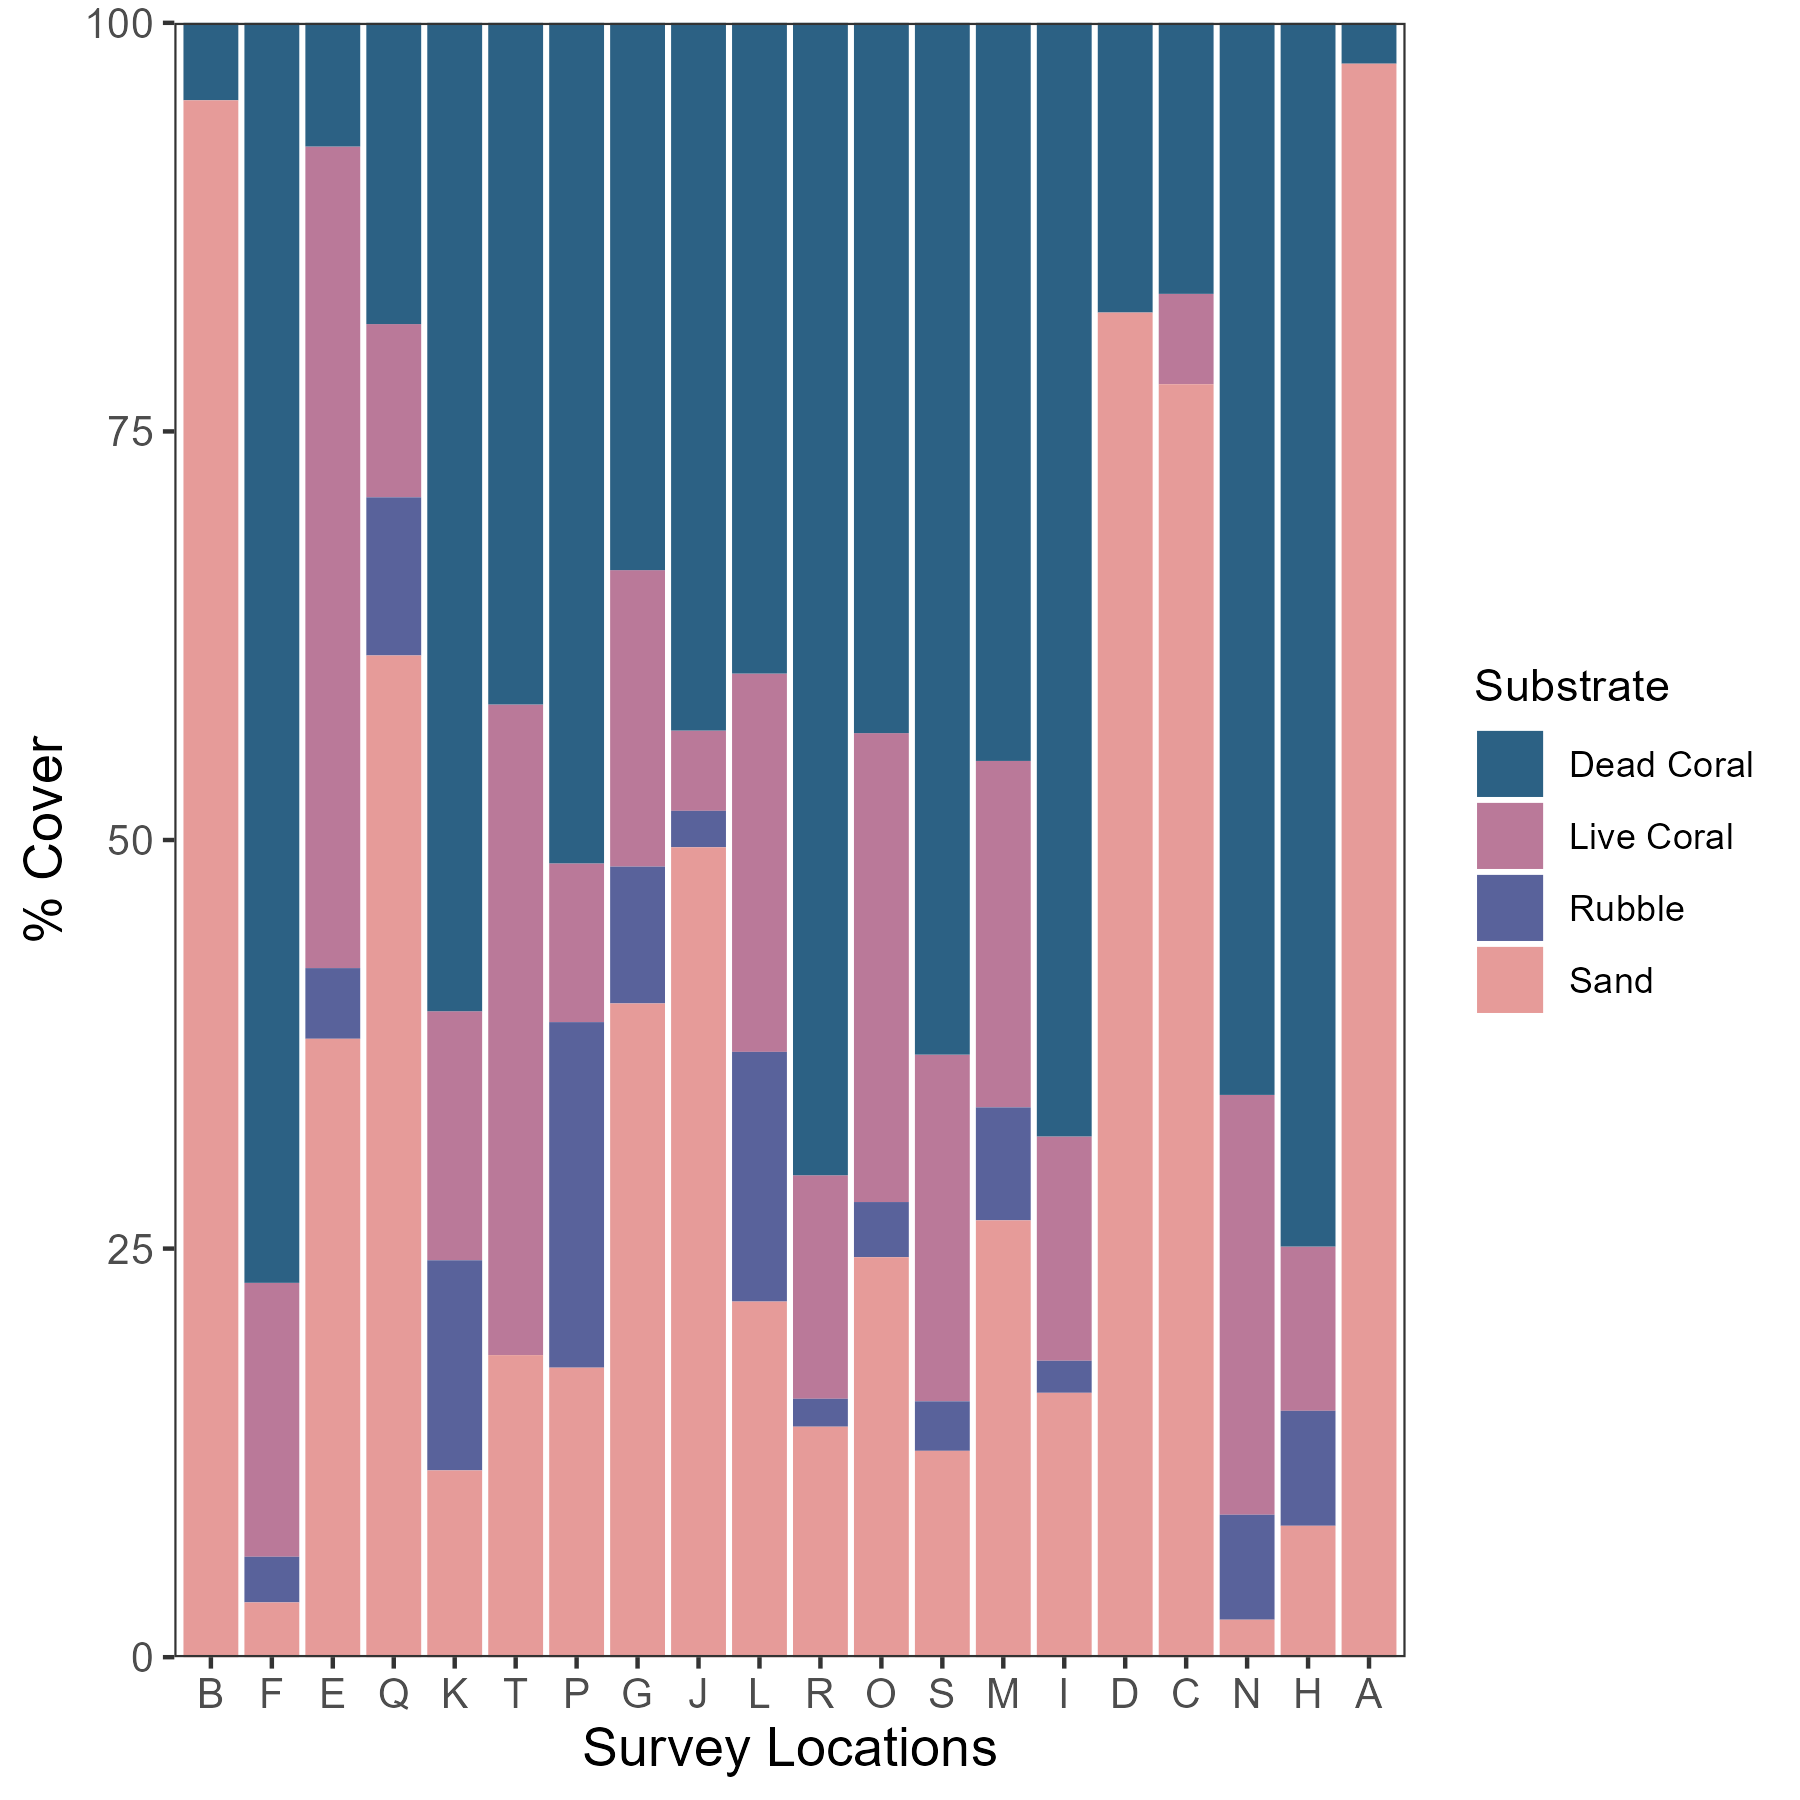 100
75
50
25
0
% Cover
B F E Q K T P G J L R O S M I D C N H A
Survey Locations
Substrate
Dead Coral
Live Coral
Rubble
Sand